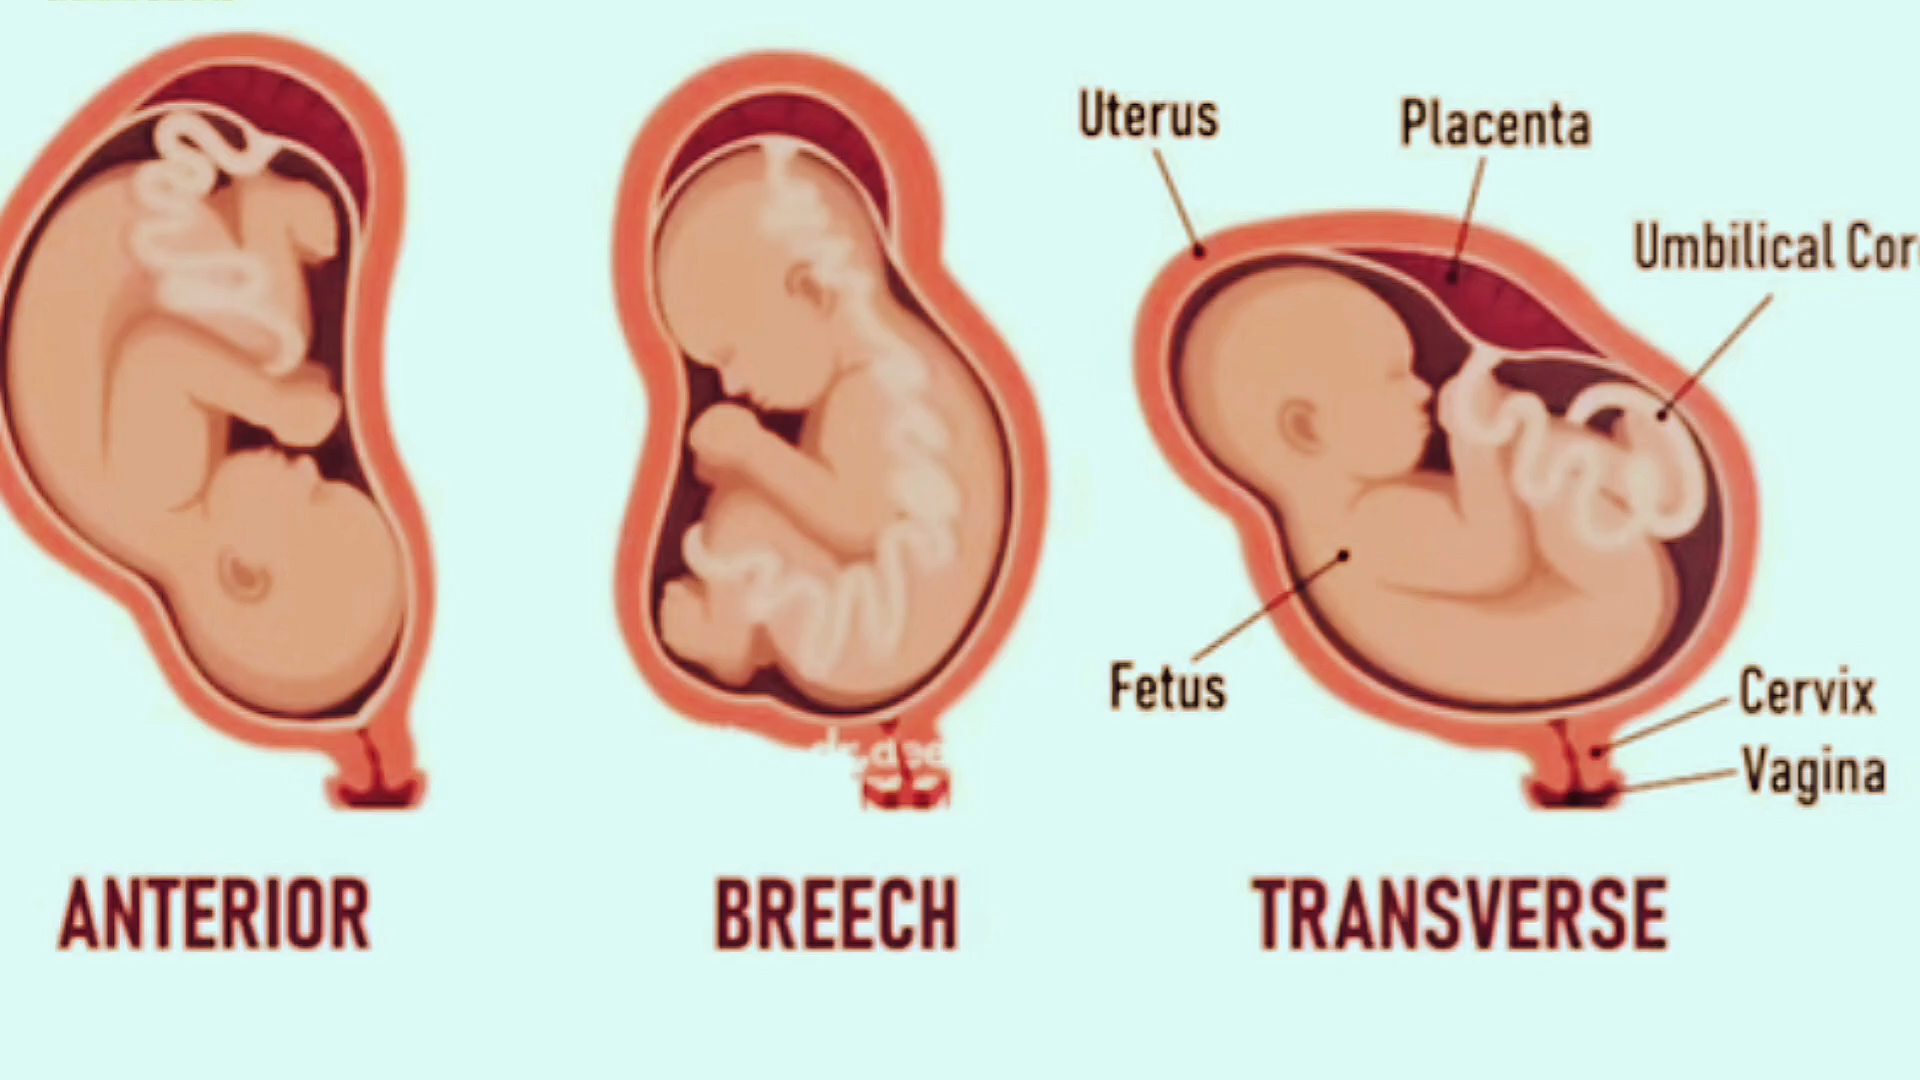 Uterus
Placenta
Umbilical Cor
Fetus
Cervix
Vagina
ANTERIOR
BREECH
TRANSVERSE